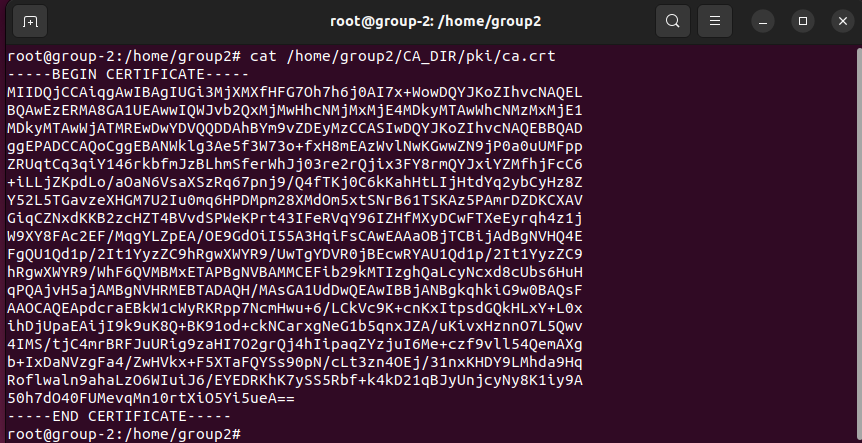 root@group-2: /home/group2
root@group-2:/home/group2# cat /home/group2/CA_DIR/pki/ca.crt
-----BEGIN CERTIFICATE-----
MIIDQjCCAiqgAwIBAgIUGi3MjXMXfHFG7Oh7h6j0AI7x+WowDQYJKoZIhvcNAQEL
BQAwEzERMA8GA1UEAwwIQWJvb2QxMjMwHhcNMjMxMjE4MDkyMTAwWhcNMzMxMjE1
MDkyMTAwWjATMREwDwYDVQQDDAhBYm9vZDEyMzCCASIwDQYJKoZIhvcNAQEBBQAD
ggEPADCCAQoCggEBANWklg3Ae5f3W73o+fxH8mEAzWvlNwKGwwZN9jP0a0uUMFpp
ZRUqtCq3qiY146rkbfmJzBLhmSferWhJj03re2rQjix3FY8rmQYJxiYZMfhjFcC6
+iLLjZKpdLo/aOaN6VsaXSzRq67pnj9/Q4fTKj0C6kKahHtLIjHtdYq2ybCyHz8Z
Y52L5TGavzeXHGM7U2Iu0mq6HPDMpm28XMdOm5xtSNrB61TSKAz5PAmrDZDKCXAV
GiqCZNxdKKB2zcHZT4BVvdSPWeKPrt43IFeRVqY96IZHfMXyDCwFTXeEyrqh4z1j
W9XY8FAc2EF/MqgYLZpEA/OE9GdOiI55A3HqiFsCAwEAAaOBjTCBijAdBgNVHQ4E
FgQU1Qd1p/2It1YyzZC9hRgwXWYR9/UwTgYDVR0jBEcwRYAU1Qd1p/2It1YyzZC9
hRgwXWYR9/WhF6QVMBMxETAPBgNVBAMMCEFib29kMTIzghQaLcyNcxd8cUbs6HuH
qPQAjvH5ajAMBgNVHRMEBTADAQH/MAsGA1UdDwQEAwIBBjANBgkqhkiG9w0BAQsF
AAOCAQEApdcraEBkW1cWyRKRpp7NcmHwu+6/LCkVc9K+cnKxItpsdGQkHLxY+L0x
ihDjUpaEAijI9k9uK8Q+BK91od+ckNCarxgNeG1b5qnxJZA/uKivxHznnO7L5Qwv
4IMS/tjC4mrBRFJuURig9zaHI7O2grQj4hIipaqZYzjuI6Me+czf9vll54QemAXg
b+IxDaNVzgFa4/ZwHVkx+F5XTaFQYSs90pN/cLt3zn4OEj/31nxKHDY9LMhda9Hq
Roflwaln9ahaLzO6WIuiJ6/EYEDRKhK7ySS5Rbf+k4kD21qBJyUnjcyNy8K1iy9A
50h7dO40FUMevqMn10rtXiO5Yi5ueA==
-----END CERTIFICATE-----
root@group-2:/home/group2#